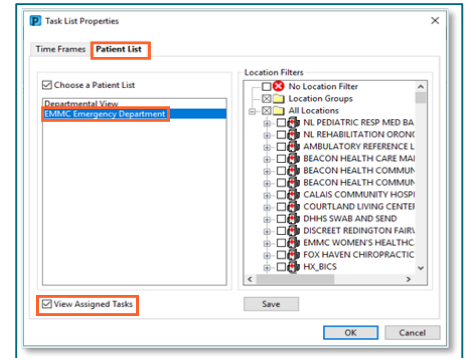 Task List Properties
Time Frames Patient List
Choose a Patient List
Departmental View
EMMC Emergency Department
View Assigned Tasks
Location Filters
No Location Filter
Location Groups
All Locations
NL PEDIATRIC RESP MED BA
NL REHABILITATION ORONO
AMBULATORY REFERENCE L
BEACON HEALTH CARE MAI
BEACON HEALTH COMMUN
BEACON HEALTH COMMUN
CALAIS COMMUNITY HOSPI
COURTLAND LIVING CENTER
DHHS SWAB AND SEND
DISCREET REDINGTON FAIRV
EMMC WOMEN'S HEALTHC
FOX HAVEN CHIROPRACTIC
HX_BICS
Save
OK Cancel